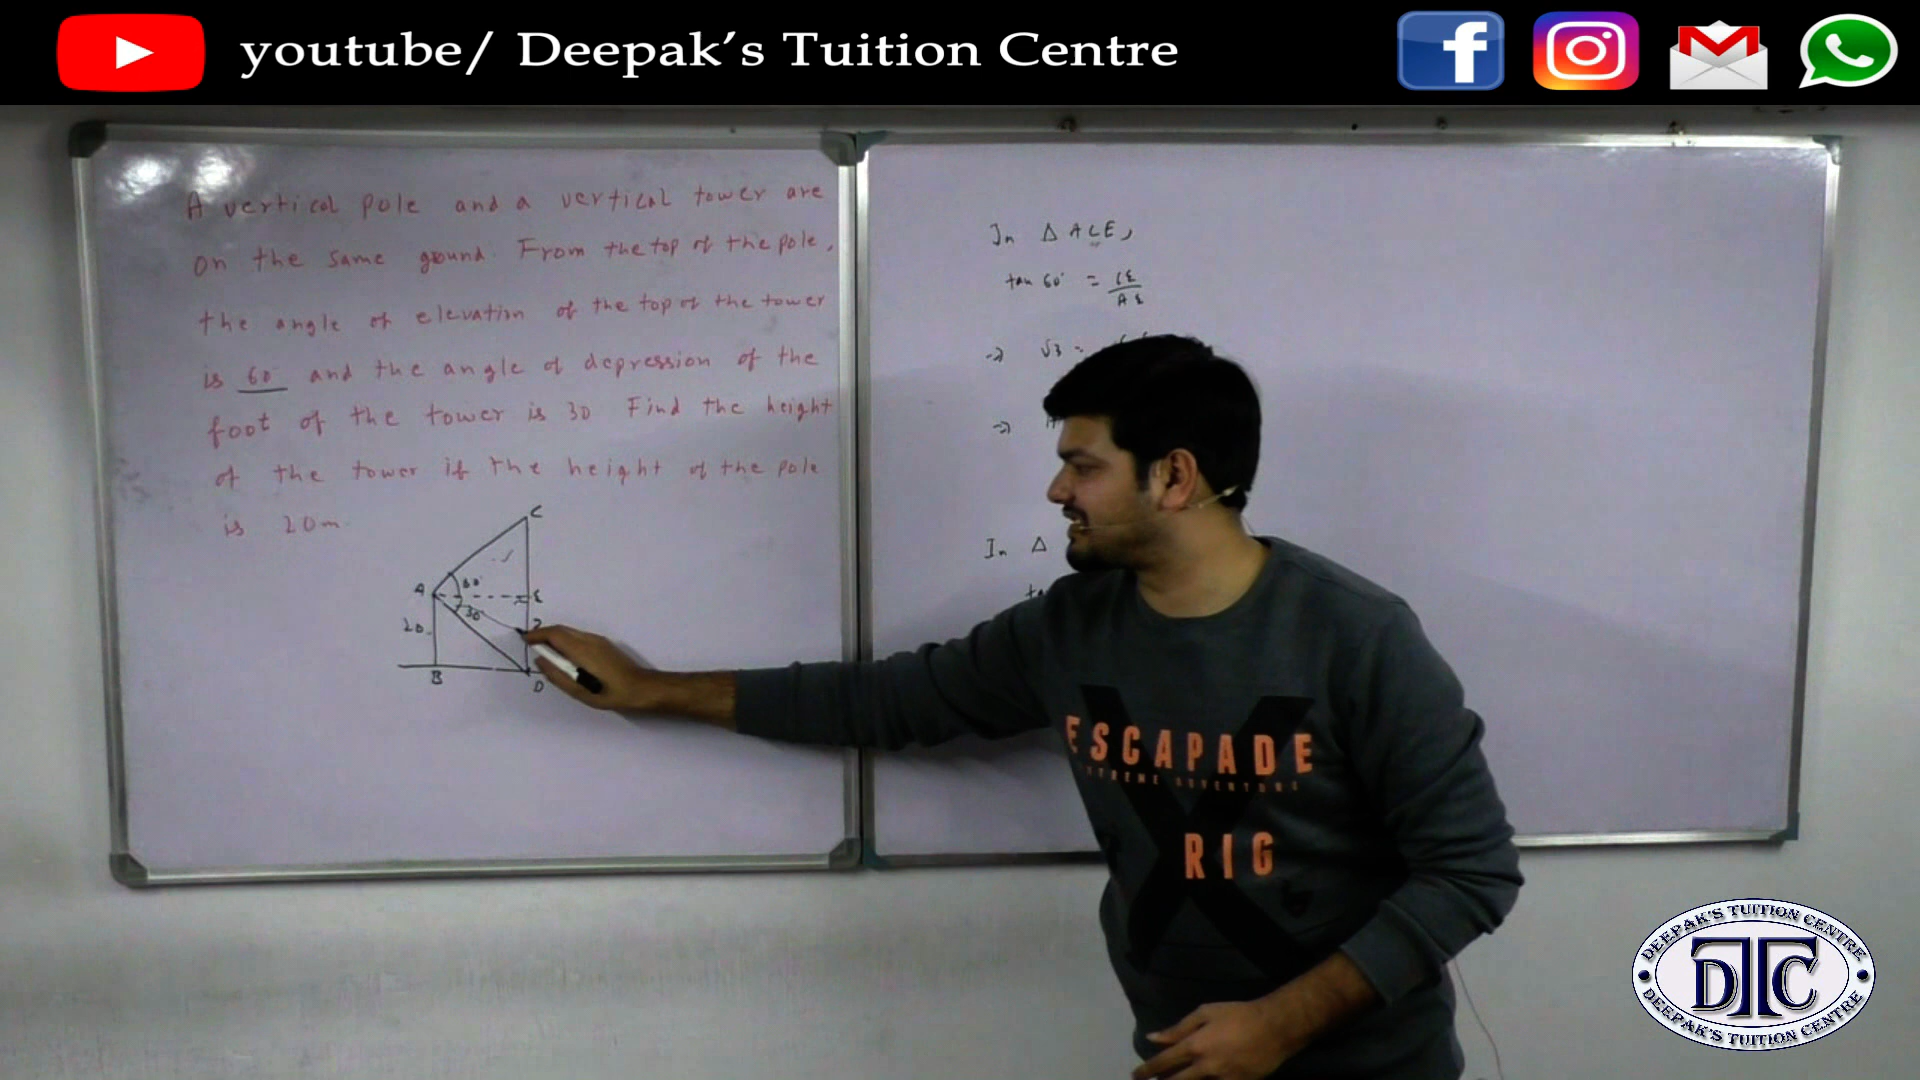 youtube/ Deepak's Tuition Centre
A vertical pole and a vertical tower are
on the same ground. From the top of the pole,
the angle of elevation of the top of the tower
is 60° and the angle of depression of the
foot of the tower is 30 Find the height
of the tower if the height of the pole
is 20m.
C
A
60°
E
30°
20
B
D
In Δ ACE,
tan 60° = CE/AE
→ √3 =
→
In Δ
ESCAPADE
EXTREME ADVENTURE
RIG
DEEPAK'S TUITION CENTRE
DTC
DEEPAK'S TUITION CENTRE